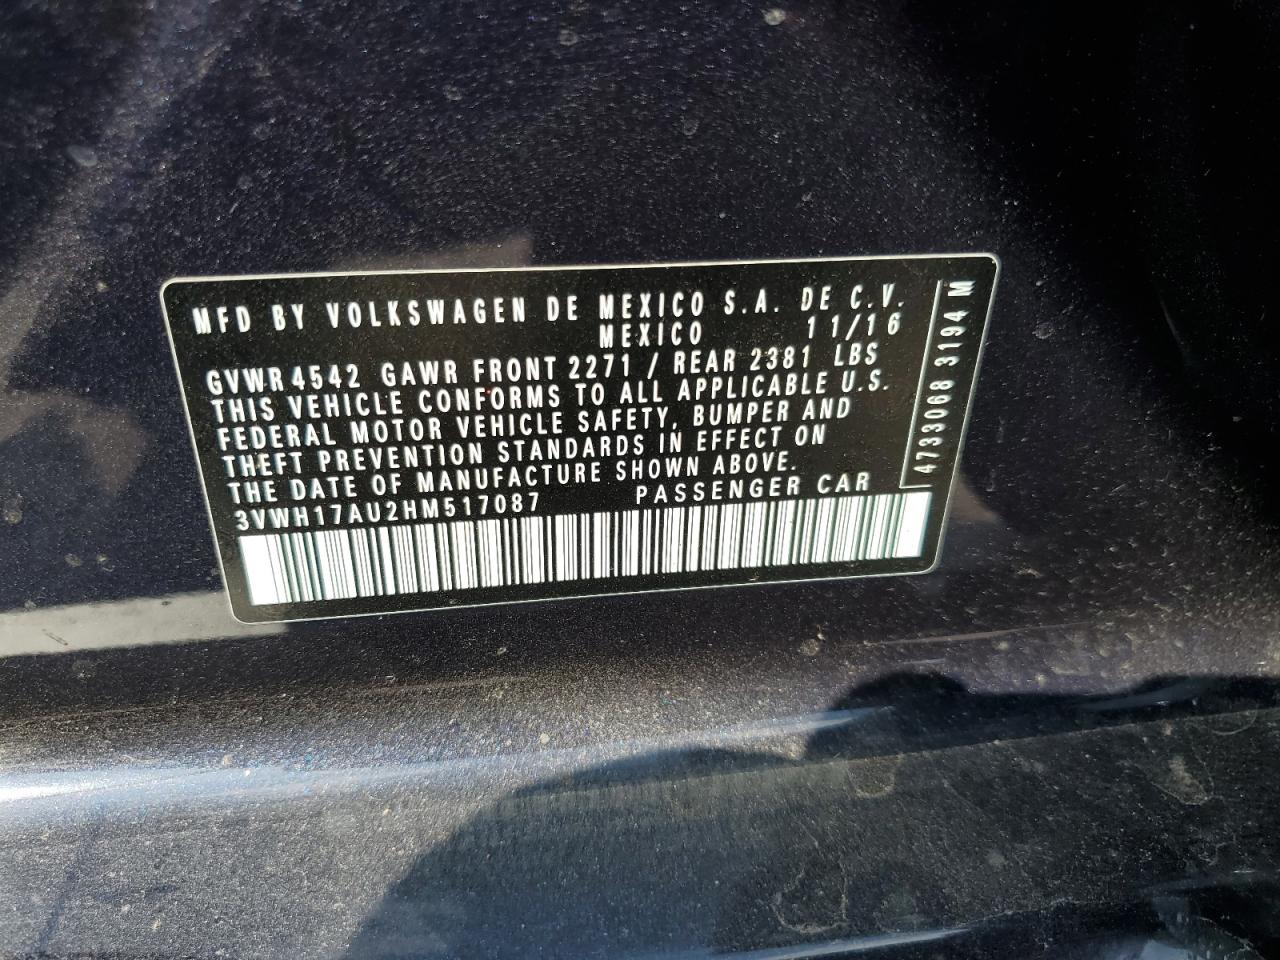 MFD BY VOLKSWAGEN DE MEXICO S.A. DE C.V.
MEXICO 11/16
GVWR 4542 GAWR FRONT 2271 / REAR 2381 LBS
THIS VEHICLE CONFORMS TO ALL APPLICABLE U.S.
FEDERAL MOTOR VEHICLE SAFETY, BUMPER AND
THEFT PREVENTION STANDARDS IN EFFECT ON
THE DATE OF MANUFACTURE SHOWN ABOVE.
3VWH17AU2HM517087 PASSENGER CAR
4733068 3194 M